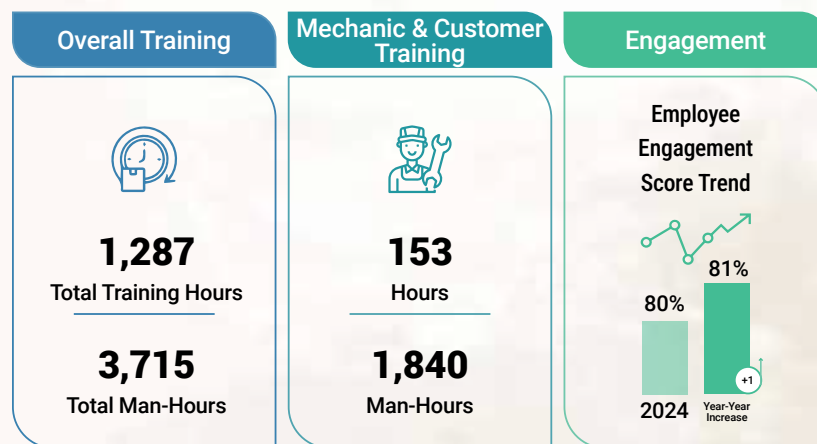 Overall Training
1,287
Total Training Hours
3,715
Total Man-Hours
Mechanic & Customer
Training
153
Hours
1,840
Man-Hours
Engagement
Employee
Engagement
Score Trend
80%
81%
+1
2024
Year-Year
Increase